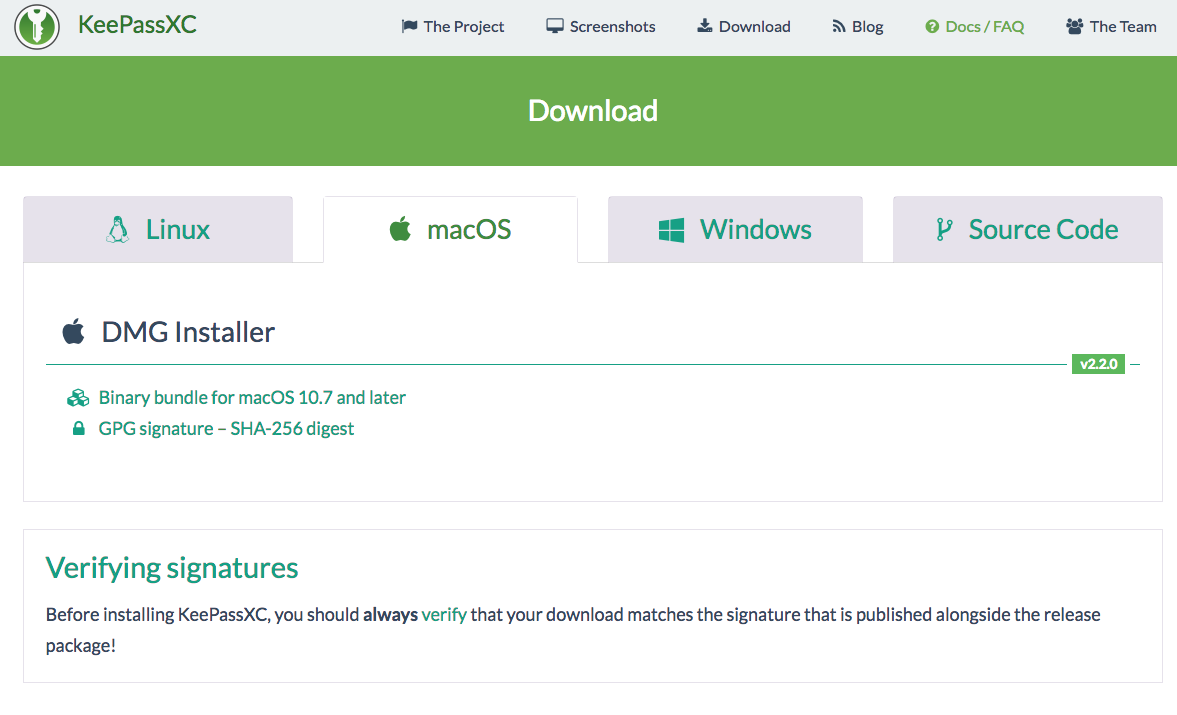 KeePassXC
The Project
Screenshots
Download
Blog
Docs / FAQ
The Team
Download
Linux
macOS
Windows
Source Code
DMG Installer
v2.2.0
Binary bundle for macOS 10.7 and later
GPG signature – SHA-256 digest
Verifying signatures
Before installing KeePassXC, you should always verify that your download matches the signature that is published alongside the release
package!